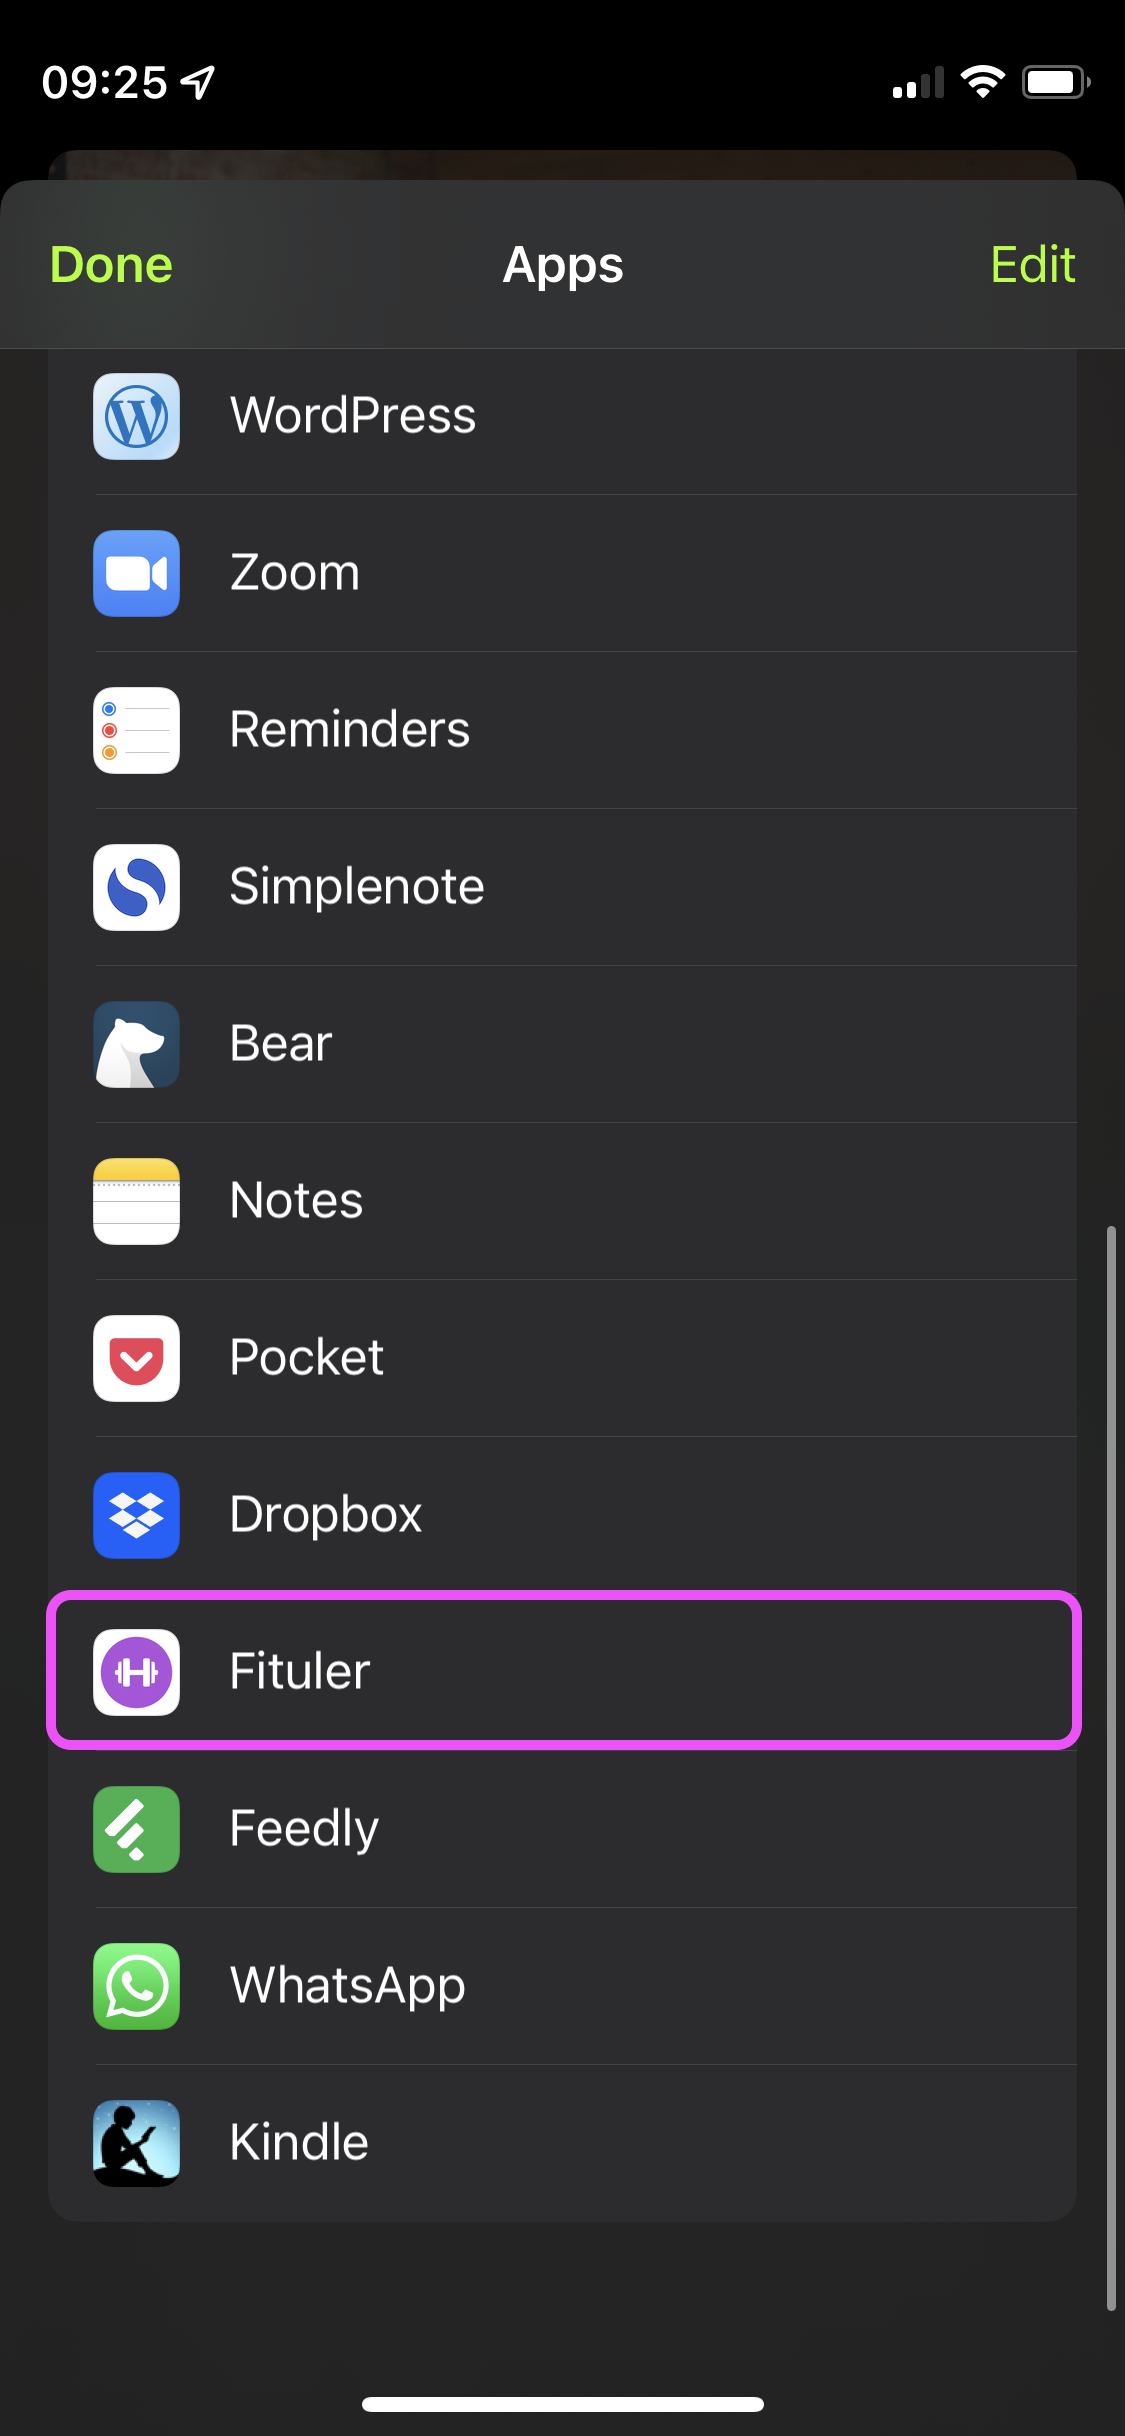 09:25
Done Apps Edit
WordPress
Zoom
Reminders
Simplenote
Bear
Notes
Pocket
Dropbox
Fituler
Feedly
WhatsApp
Kindle